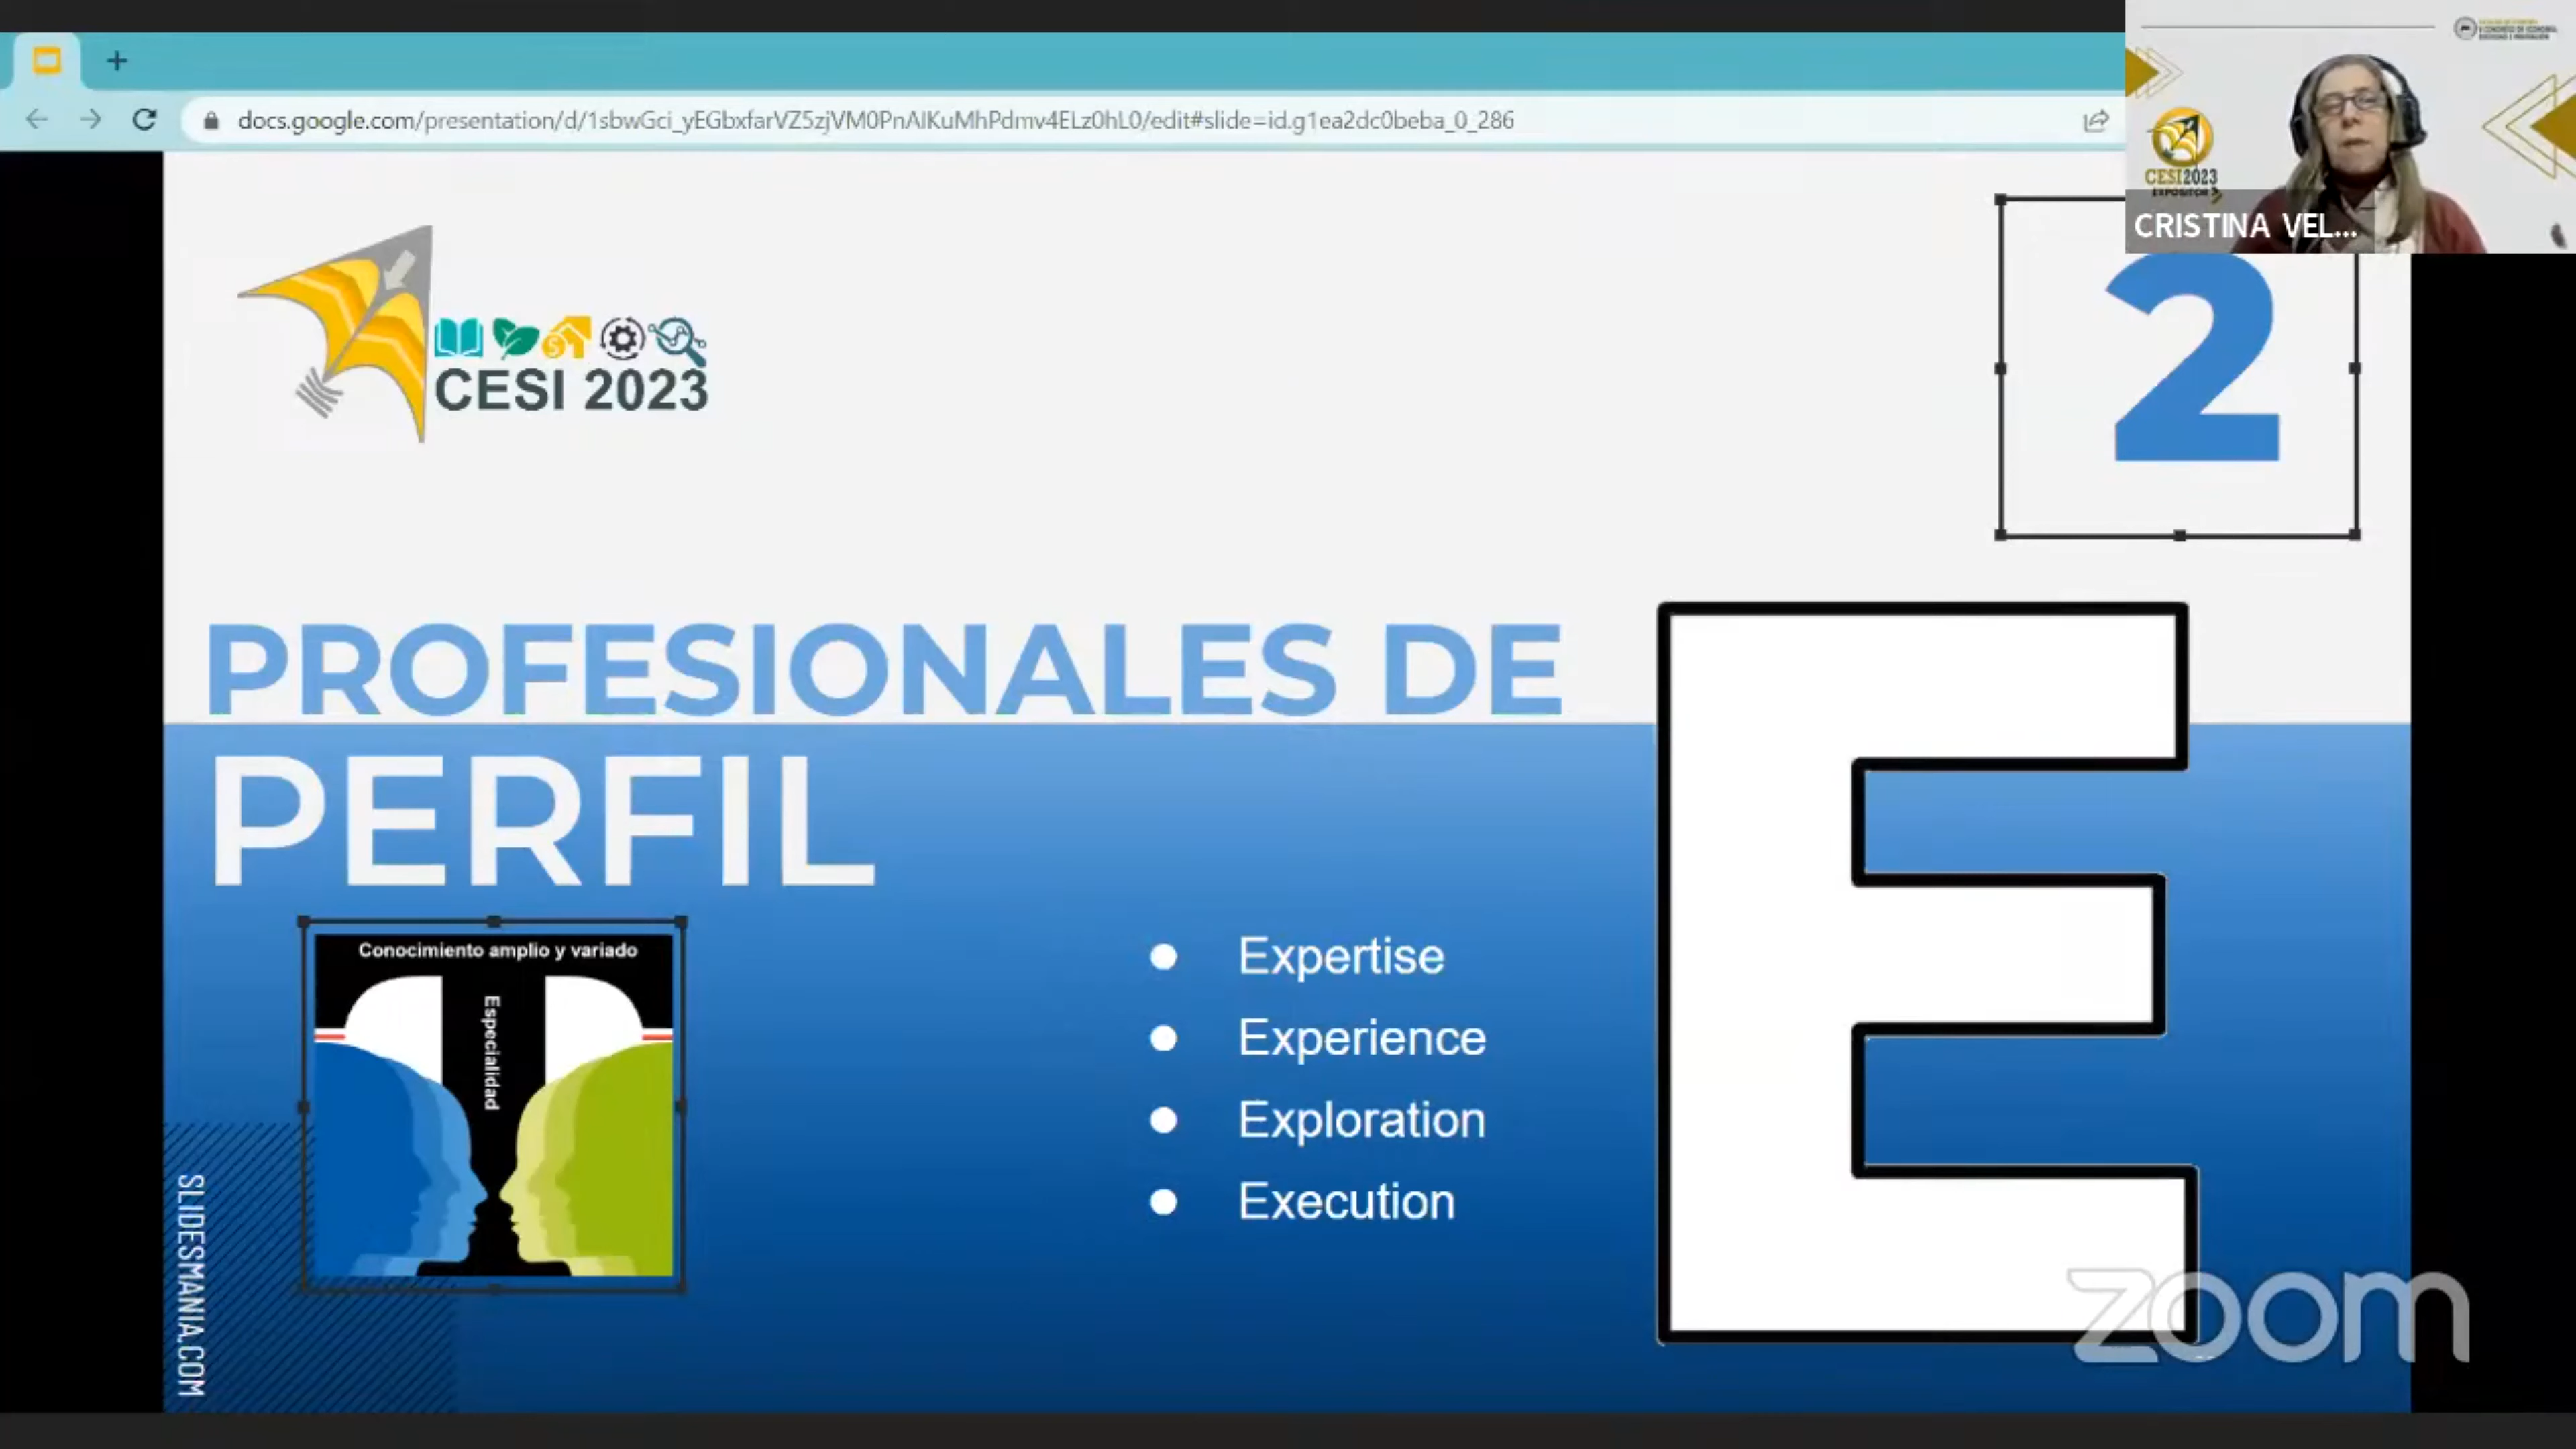 docs.google.com/presentation/d/1sbwGci_yEGbxfarVZ5zjVM0PnAlKuMhPdmv4ELz0hL0/edit#slide=id.g1ea2dc0beba_0_286
CESI2023
EXPOSITOR
CRISTINA VEL...
CESI 2023
2
PROFESIONALES DE
PERFIL
E
Conocimiento amplio y variado
Especialidad
• Expertise
• Experience
• Exploration
• Execution
SLIDESMANIA.COM
zoom